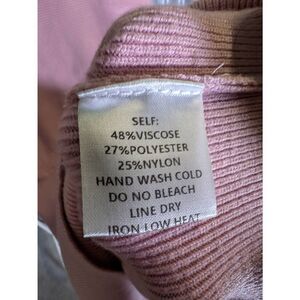 SELF:
48%VISCOSE
27%POLYESTER
25%NYLON
HAND WASH COLD
DO NO BLEACH
LINE DRY
IRON LOW HEAT